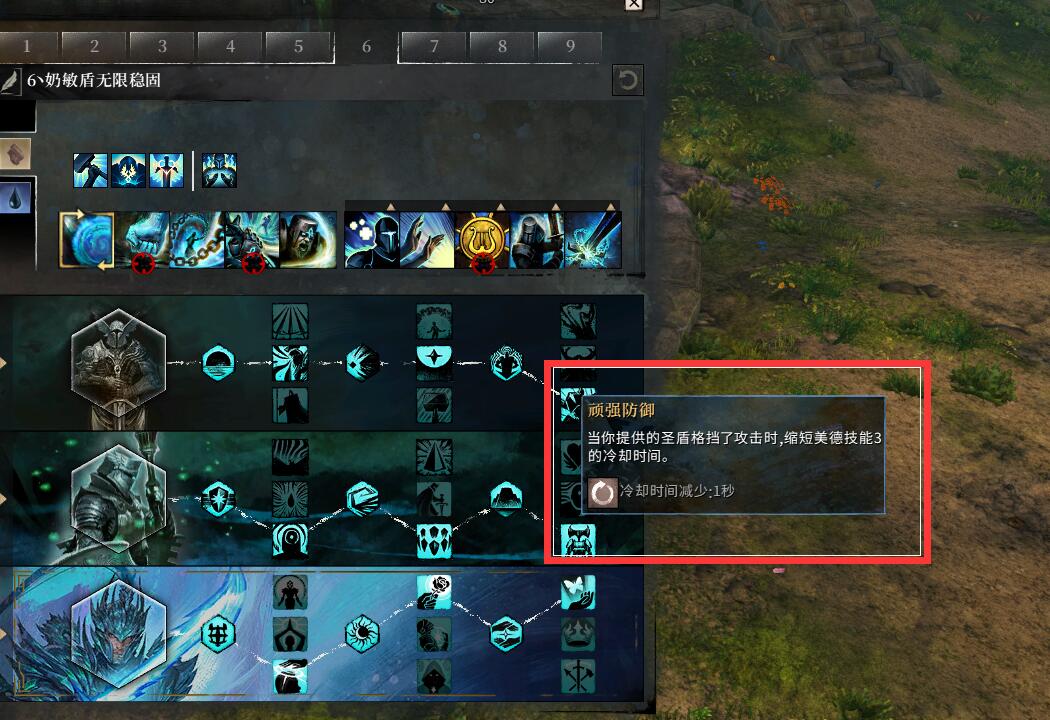 1 2 3 4 5 6 7 8 9
6、奶敏盾无限稳固
顽强防御
当你提供的圣盾格挡了攻击时,缩短美德技能3
的冷却时间。
冷却时间减少:1秒